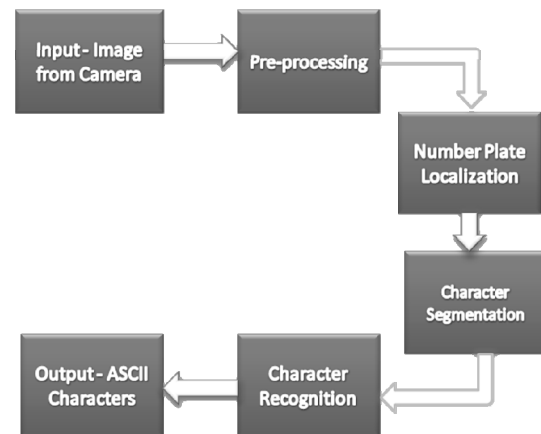 Input - Image
from Camera
Pre-processing
Number Plate
Localization
Character
Segmentation
Character
Recognition
Output - ASCII
Characters